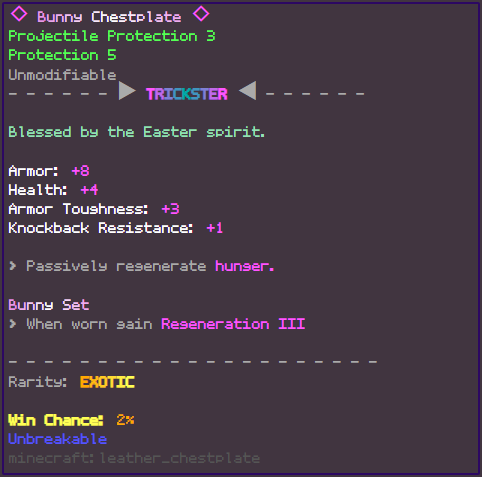 ◇ Bunny Chestplate ◇
Projectile Protection 3
Protection 5
Unmodifiable
- - - - - - ▶ TRICKSTER ◀ - - - - - -
Blessed by the Easter spirit.
Armor: +8
Health: +4
Armor Toughness: +3
Knockback Resistance: +1
> Passively regenerate hunger.
Bunny Set
> When worn gain Regeneration III
- - - - - - - - - - - - - - - - - - - - - -
Rarity: EXOTIC
Win Chance: 2%
Unbreakable
minecraft:leather_chestplate